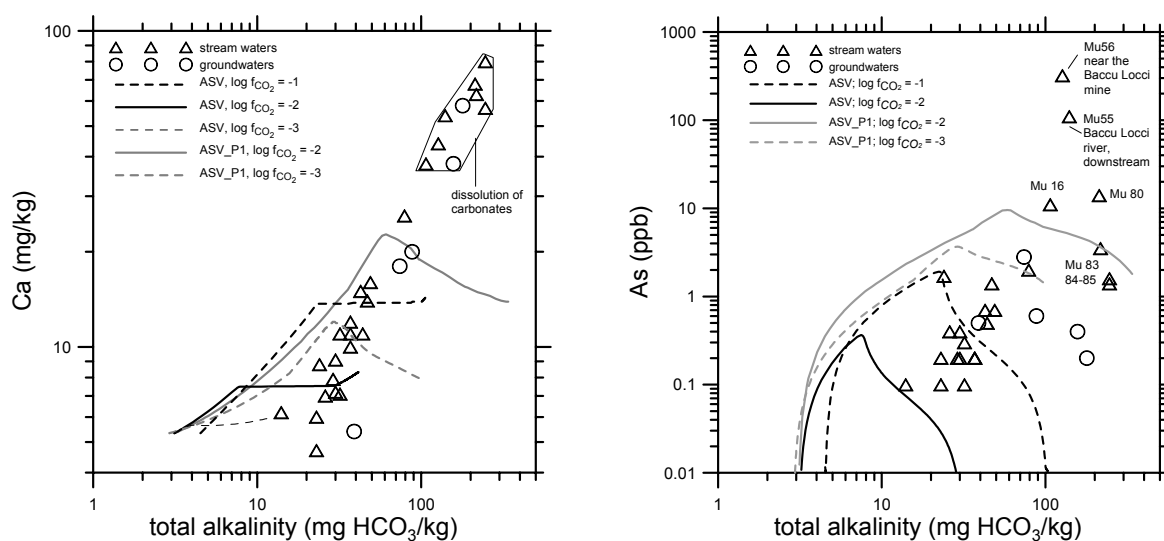 100
10
1
10
100
Ca (mg/kg)
total alkalinity (mg HCO3/kg)
stream waters
groundwaters
ASV, log fCO2 = -1
ASV, log fCO2 = -2
ASV, log fCO2 = -3
ASV_P1, log fCO2 = -2
ASV_P1, log fCO2 = -3
dissolution of
carbonates
1000
100
10
1
0.1
0.01
1
10
100
As (ppb)
total alkalinity (mg HCO3/kg)
stream waters
groundwaters
ASV; log fCO2 = -1
ASV; log fCO2 = -2
ASV_P1; log fCO2 = -2
ASV_P1; log fCO2 = -3
Mu56
near the
Baccu Locci
mine
Mu55
Baccu Locci
river,
downstream
Mu 16
Mu 80
Mu 83
84-85